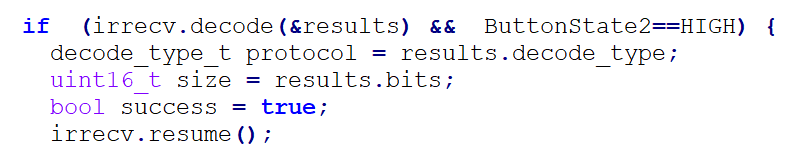 if  (irrecv.decode(&results) &&  ButtonState2==HIGH) {
  decode_type_t protocol = results.decode_type;
  uint16_t size = results.bits;
  bool success = true;
  irrecv.resume();